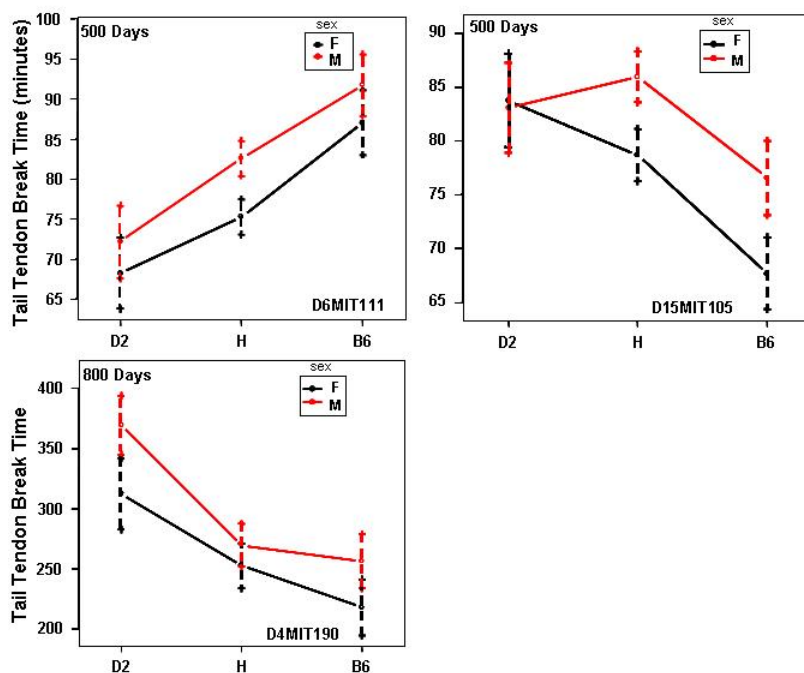 Tail Tendon Break Time (minutes)
500 Days
sex
F
M
100
95
90
85
80
75
70
65
D6MIT111
D2 H B6
500 Days
sex
F
M
90
85
80
75
70
65
D15MIT105
D2 H B6
Tail Tendon Break Time
800 Days
sex
F
M
400
350
300
250
200
D4MIT190
D2 H B6